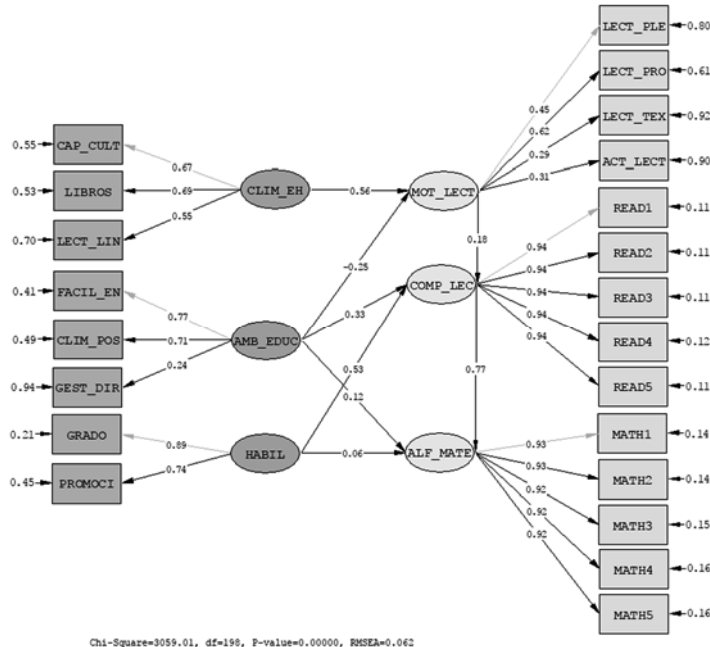 LECT_PLE
0.80
LECT_PRO
0.61
LECT_TEX
0.92
ACT_LECT
0.90
READ1
0.11
READ2
0.11
READ3
0.11
READ4
0.12
READ5
0.11
MATH1
0.14
MATH2
0.14
MATH3
0.15
MATH4
0.16
MATH5
0.16
0.55
CAP_CULT
0.53
LIBROS
0.70
LECT_LIN
0.41
FACIL_EN
0.49
CLIM_POS
0.94
GEST_DIR
0.21
GRADO
0.45
PROMOCI
CLIM_EH
AMB_EDUC
HABIL
MOT_LECT
COMP_LEC
ALF_MATE
0.67
0.69
0.55
0.77
0.71
0.24
0.89
0.74
0.56
-0.25
0.33
0.53
0.12
0.06
0.18
0.77
0.45
0.62
0.29
0.31
0.94
0.94
0.94
0.94
0.94
0.93
0.93
0.92
0.92
0.92
Chi-Square=3059.01, df=198, P-value=0.00000, RMSEA=0.062